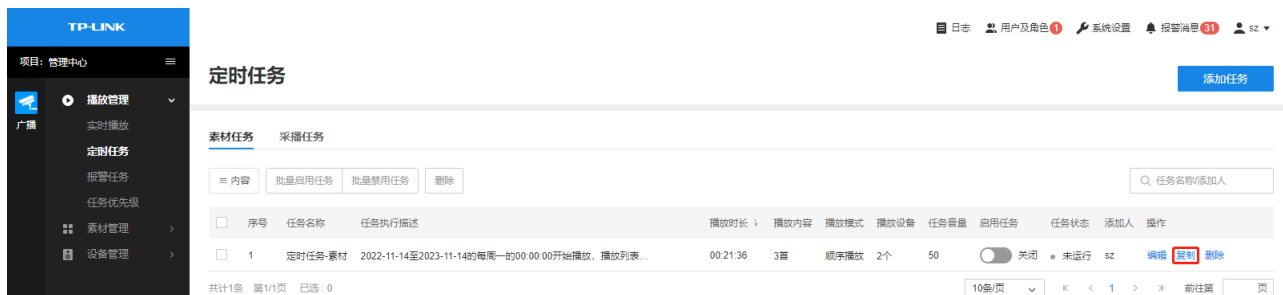 TP-LINK
日志 用户及角色 1 系统设置 报警消息 31 sz
项目：管理中心
定时任务
添加任务
广播
播放管理
实时播放
定时任务
报警任务
任务优先级
素材管理
设备管理
素材任务 采播任务
内容 批量启用任务 批量禁用任务 删除
任务名称/添加人
序号 任务名称 任务执行描述 播放时长 播放内容 播放模式 播放设备 任务音量 启用任务 任务状态 添加人 操作
1 定时任务-素材 2022-11-14至2023-11-14的每周一的00:00:00开始播放，播放列表... 00:21:36 3首 顺序播放 2个 50 关闭 未运行 sz 编辑 复制 删除
共计1条 第1/1页 已选：0
10条/页 1 前往第 页